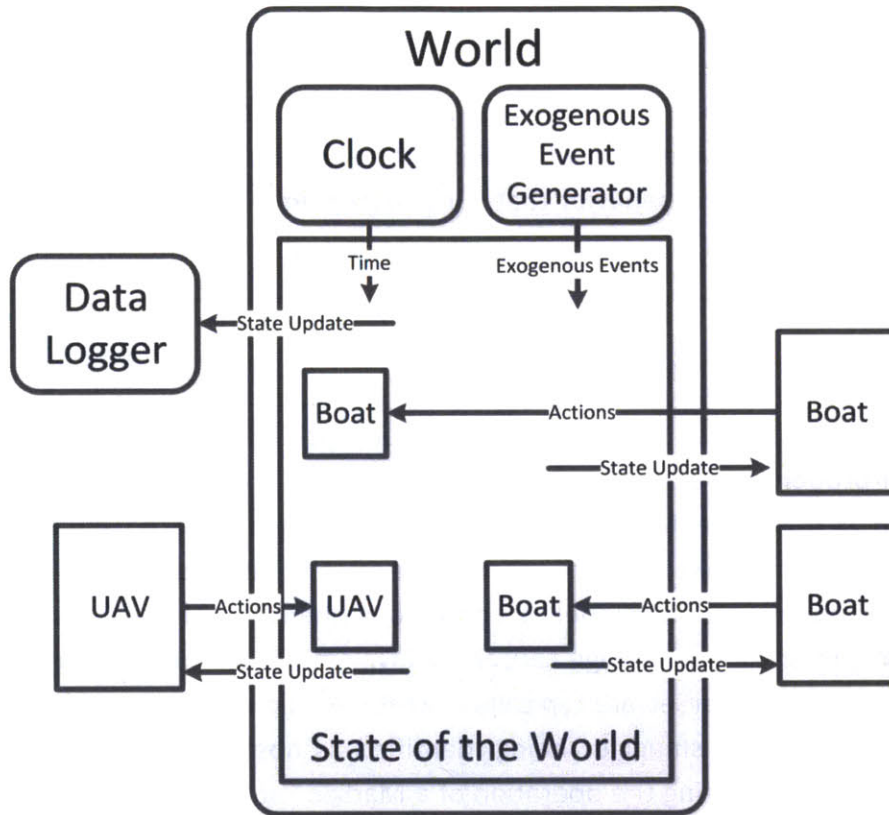 World
Clock
Exogenous
Event
Generator
Time
Exogenous Events
Data
Logger
State Update
Boat
Actions
Boat
State Update
UAV
Actions
UAV
Boat
Actions
Boat
State Update
State Update
State of the World